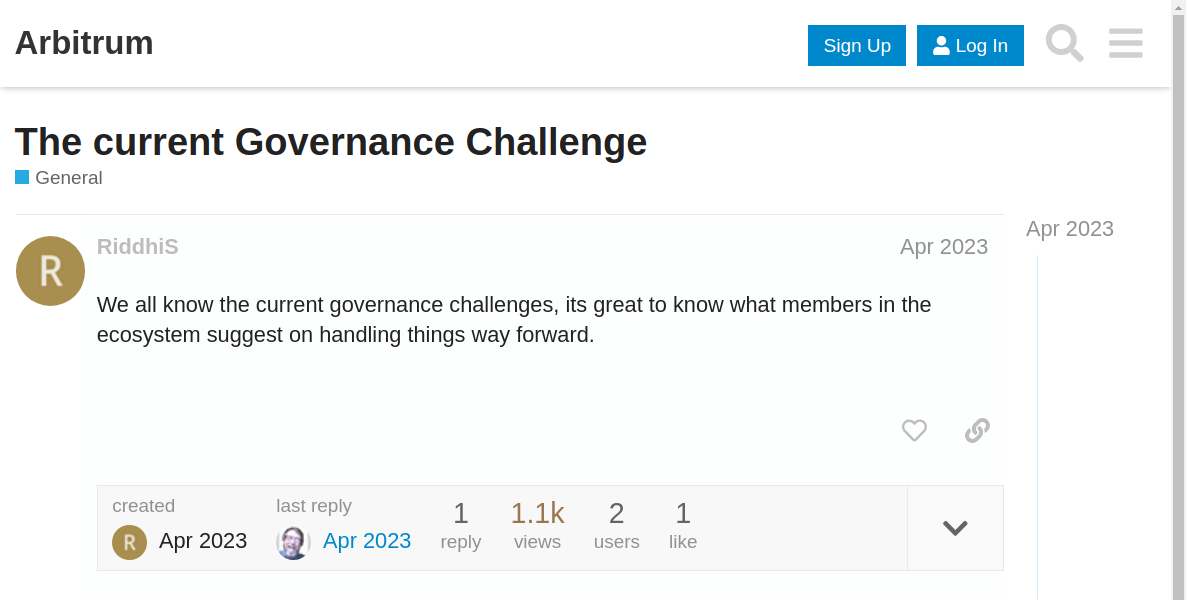 Arbitrum
Sign Up
Log In
The current Governance Challenge
General
Apr 2023
R
RiddhiS
Apr 2023
We all know the current governance challenges, its great to know what members in the
ecosystem suggest on handling things way forward.
created
last reply
1
1.1k
2
1
R
Apr 2023
Apr 2023
reply
views
users
like